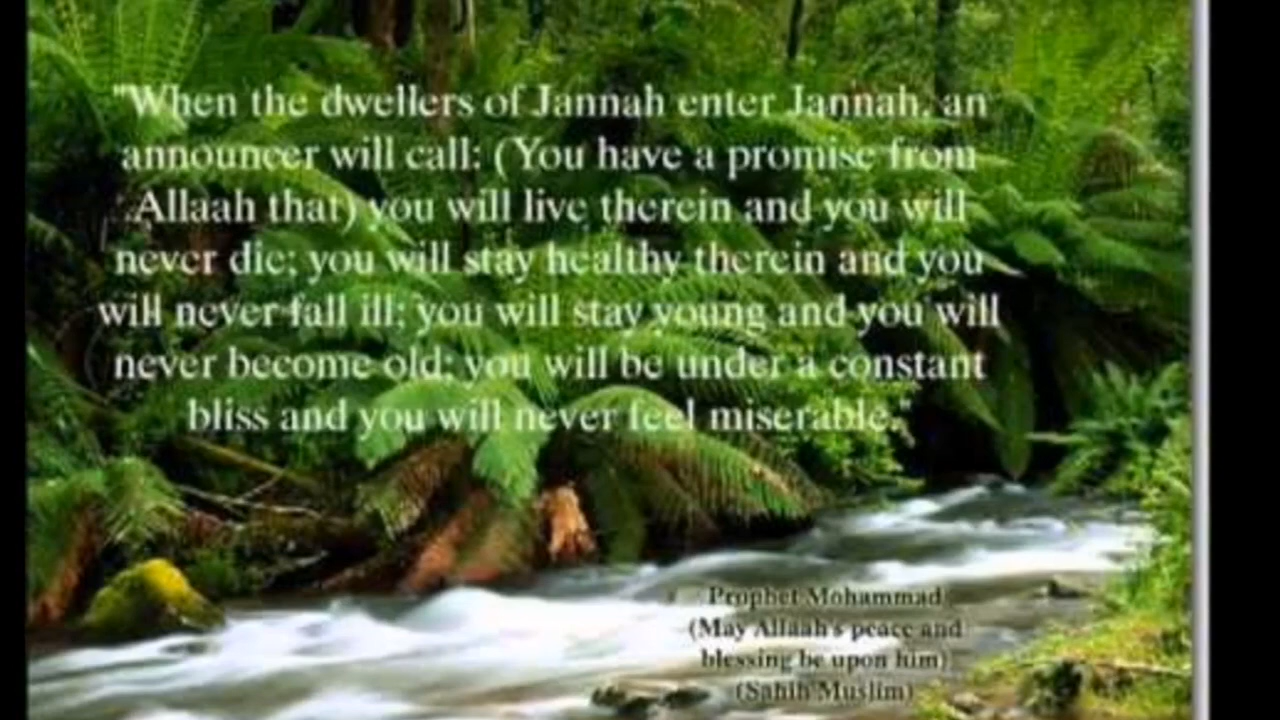 "When the dwellers of Jannah enter Jannah, an
announcer will call: (You have a promise from
Allaah that) you will live therein and you will
never die; you will stay healthy therein and you
will never fall ill; you will stay young and you will
never become old; you will be under a constant
bliss and you will never feel miserable."
Prophet Mohammad
(May Allaah's peace and
blessing be upon him)
(Sahih Muslim)